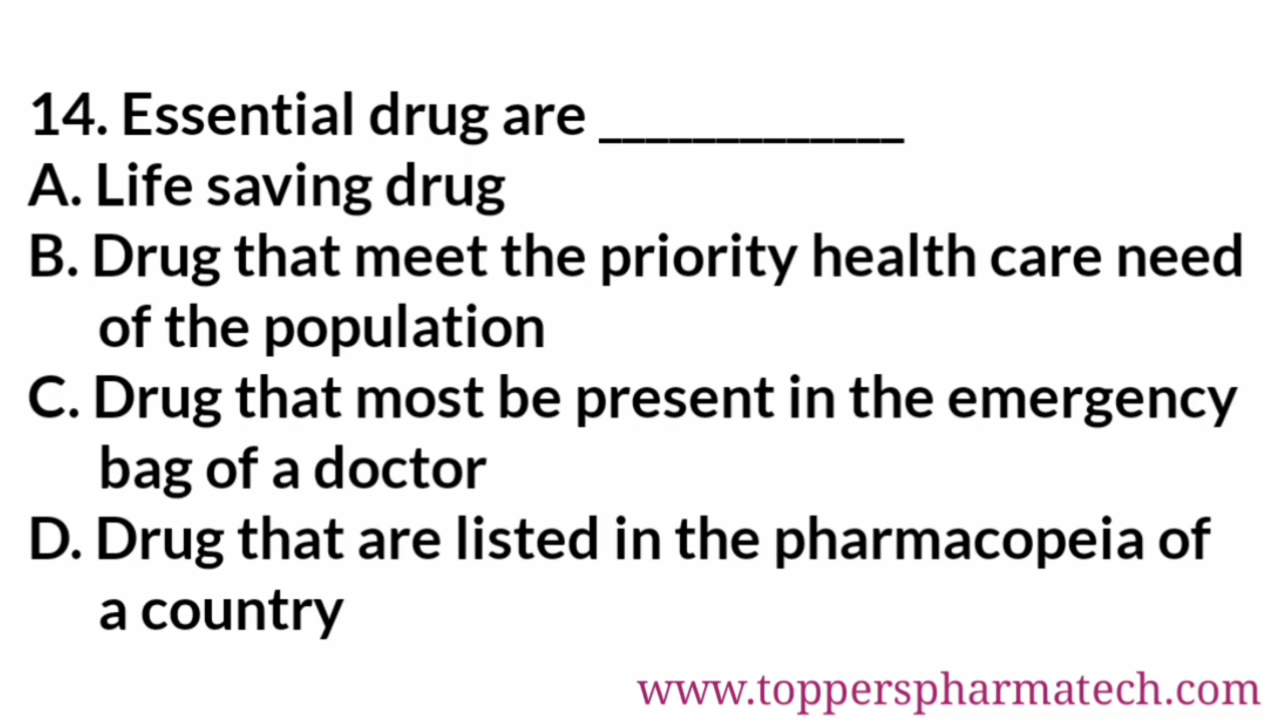 14. Essential drug are _____________
A. Life saving drug
B. Drug that meet the priority health care need
of the population
C. Drug that most be present in the emergency
bag of a doctor
D. Drug that are listed in the pharmacopeia of
a country
www.topperspharmatech.com